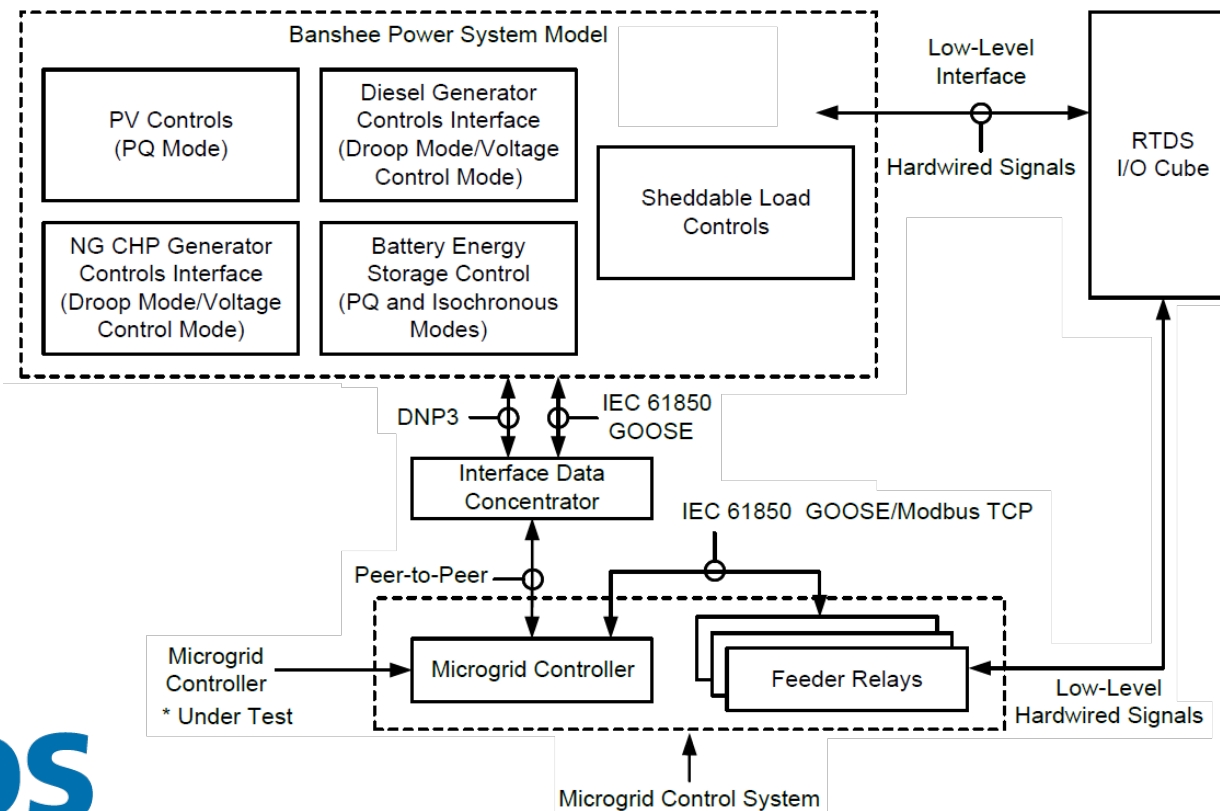 Banshee Power System Model
PV Controls
(PQ Mode)
Diesel Generator
Controls Interface
(Droop Mode/Voltage
Control Mode)
NG CHP Generator
Controls Interface
(Droop Mode/Voltage
Control Mode)
Battery Energy
Storage Control
(PQ and Isochronous
Modes)
Sheddable Load
Controls
Low-Level
Interface
Hardwired Signals
RTDS
I/O Cube
DNP3
IEC 61850
GOOSE
Interface Data
Concentrator
IEC 61850 GOOSE/Modbus TCP
Peer-to-Peer
Microgrid
Controller
* Under Test
Microgrid Controller
Feeder Relays
Low-Level
Hardwired Signals
Microgrid Control System